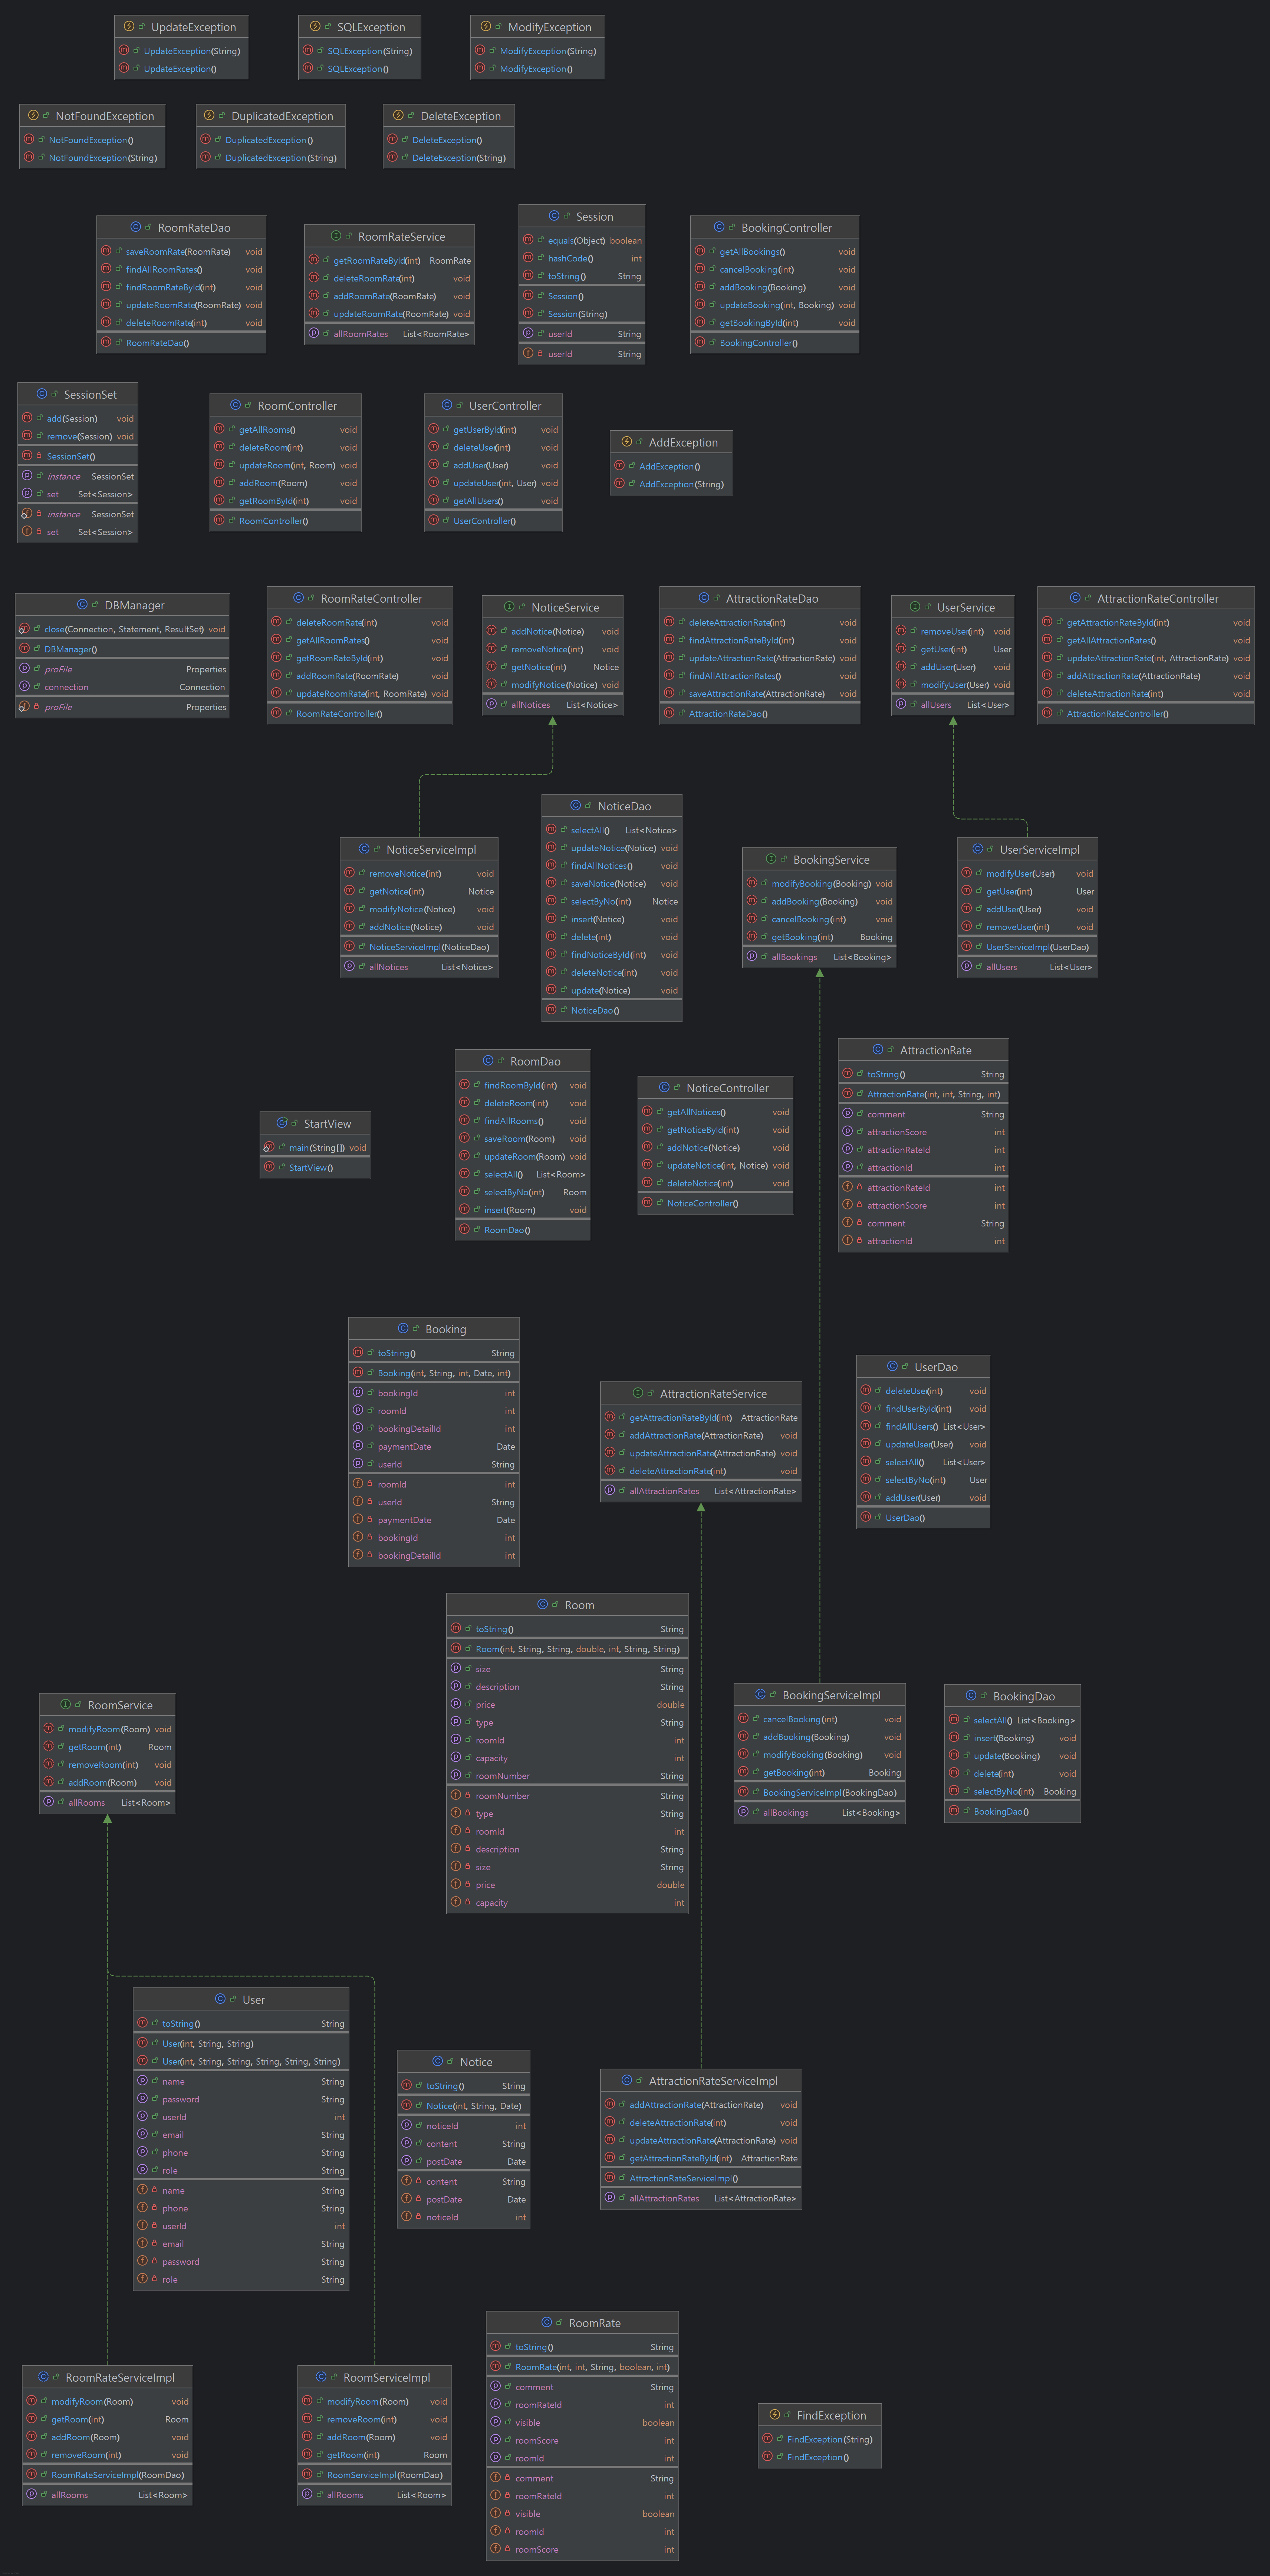 UpdateException
UpdateException(String)
UpdateException()
SQLException
SQLException(String)
SQLException()
ModifyException
ModifyException(String)
ModifyException()
NotFoundException
NotFoundException()
NotFoundException(String)
DuplicatedException
DuplicatedException()
DuplicatedException(String)
DeleteException
DeleteException()
DeleteException(String)
RoomRateDao
saveRoomRate(RoomRate) void
findAllRoomRates() void
findRoomRateById(int) void
updateRoomRate(RoomRate) void
deleteRoomRate(int) void
RoomRateDao()
RoomRateService
getRoomRateById(int) RoomRate
deleteRoomRate(int) void
addRoomRate(RoomRate) void
updateRoomRate(RoomRate) void
allRoomRates List<RoomRate>
Session
equals(Object) boolean
hashCode() int
toString() String
Session()
Session(String)
userId String
userId String
BookingController
getAllBookings() void
cancelBooking(int) void
addBooking(Booking) void
updateBooking(int, Booking) void
getBookingById(int) void
BookingController()
SessionSet
add(Session) void
remove(Session) void
SessionSet()
instance SessionSet
set Set<Session>
instance SessionSet
set Set<Session>
RoomController
getAllRooms() void
deleteRoom(int) void
updateRoom(int, Room) void
addRoom(Room) void
getRoomById(int) void
RoomController()
UserController
getUserById(int) void
deleteUser(int) void
addUser(User) void
updateUser(int, User) void
getAllUsers() void
UserController()
AddException
AddException()
AddException(String)
DBManager
close(Connection, Statement, ResultSet) void
DBManager()
proFile Properties
connection Connection
proFile Properties
RoomRateController
deleteRoomRate(int) void
getAllRoomRates() void
getRoomRateById(int) void
addRoomRate(RoomRate) void
updateRoomRate(int, RoomRate) void
RoomRateController()
NoticeService
addNotice(Notice) void
removeNotice(int) void
getNotice(int) Notice
modifyNotice(Notice) void
allNotices List<Notice>
AttractionRateDao
deleteAttractionRate(int) void
findAttractionRateById(int) void
updateAttractionRate(AttractionRate) void
findAllAttractionRates() void
saveAttractionRate(AttractionRate) void
AttractionRateDao()
UserService
removeUser(int) void
getUser(int) User
addUser(User) void
modifyUser(User) void
allUsers List<User>
AttractionRateController
getAttractionRateById(int) void
getAllAttractionRates() void
updateAttractionRate(int, AttractionRate) void
addAttractionRate(AttractionRate) void
deleteAttractionRate(int) void
AttractionRateController()
NoticeServiceImpl
removeNotice(int) void
getNotice(int) Notice
modifyNotice(Notice) void
addNotice(Notice) void
NoticeServiceImpl(NoticeDao)
allNotices List<Notice>
NoticeDao
selectAll() List<Notice>
updateNotice(Notice) void
findAllNotices() void
saveNotice(Notice) void
selectByNo(int) Notice
insert(Notice) void
delete(int) void
findNoticeById(int) void
deleteNotice(int) void
update(Notice) void
NoticeDao()
BookingService
modifyBooking(Booking) void
addBooking(Booking) void
cancelBooking(int) void
getBooking(int) Booking
allBookings List<Booking>
UserServiceImpl
modifyUser(User) void
getUser(int) User
addUser(User) void
removeUser(int) void
UserServiceImpl(UserDao)
allUsers List<User>
StartView
main(String[]) void
StartView()
RoomDao
findRoomById(int) void
deleteRoom(int) void
findAllRooms() void
saveRoom(Room) void
updateRoom(Room) void
selectAll() List<Room>
selectByNo(int) Room
insert(Room) void
RoomDao()
NoticeController
getAllNotices() void
getNoticeById(int) void
addNotice(Notice) void
updateNotice(int, Notice) void
deleteNotice(int) void
NoticeController()
AttractionRate
toString() String
AttractionRate(int, int, String, int)
comment String
attractionScore int
attractionRateId int
attractionId int
attractionRateId int
attractionScore int
comment String
attractionId int
Booking
toString() String
Booking(int, String, int, Date, int)
bookingId int
roomId int
bookingDetailId int
paymentDate Date
userId String
roomId int
userId String
paymentDate Date
bookingId int
bookingDetailId int
AttractionRateService
getAttractionRateById(int) AttractionRate
addAttractionRate(AttractionRate) void
updateAttractionRate(AttractionRate) void
deleteAttractionRate(int) void
allAttractionRates List<AttractionRate>
UserDao
deleteUser(int) void
findUserById(int) void
findAllUsers() List<User>
updateUser(User) void
selectAll() List<User>
selectByNo(int) User
addUser(User) void
UserDao()
Room
toString() String
Room(int, String, String, double, int, String, String)
size String
description String
price double
type String
roomId int
capacity int
roomNumber String
roomNumber String
type String
roomId int
description String
size String
price double
capacity int
RoomService
modifyRoom(Room) void
getRoom(int) Room
removeRoom(int) void
addRoom(Room) void
allRooms List<Room>
BookingServiceImpl
cancelBooking(int) void
addBooking(Booking) void
modifyBooking(Booking) void
getBooking(int) Booking
BookingServiceImpl(BookingDao)
allBookings List<Booking>
BookingDao
selectAll() List<Booking>
insert(Booking) void
update(Booking) void
delete(int) void
selectByNo(int) Booking
BookingDao()
User
toString() String
User(int, String, String)
User(int, String, String, String, String, String)
name String
password String
userId int
email String
phone String
role String
name String
phone String
userId int
email String
password String
role String
Notice
toString() String
Notice(int, String, Date)
noticeId int
content String
postDate Date
content String
postDate Date
noticeId int
AttractionRateServiceImpl
addAttractionRate(AttractionRate) void
deleteAttractionRate(int) void
updateAttractionRate(AttractionRate) void
getAttractionRateById(int) AttractionRate
AttractionRateServiceImpl()
allAttractionRates List<AttractionRate>
RoomRateServiceImpl
modifyRoom(Room) void
getRoom(int) Room
addRoom(Room) void
removeRoom(int) void
RoomRateServiceImpl(RoomDao)
allRooms List<Room>
RoomServiceImpl
modifyRoom(Room) void
removeRoom(int) void
addRoom(Room) void
getRoom(int) Room
RoomServiceImpl(RoomDao)
allRooms List<Room>
RoomRate
toString() String
RoomRate(int, int, String, boolean, int)
comment String
roomRateId int
visible boolean
roomScore int
roomId int
comment String
roomRateId int
visible boolean
roomId int
roomScore int
FindException
FindException(String)
FindException()